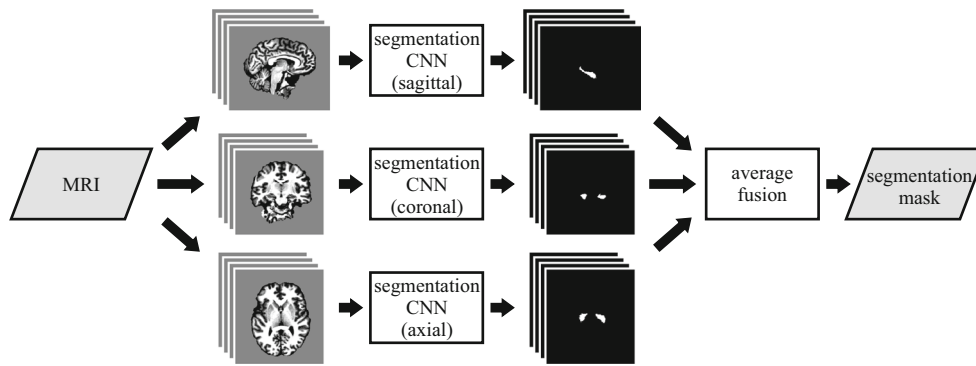 segmentation
CNN
(sagittal)
MRI
segmentation
CNN
(coronal)
average
fusion
segmentation
mask
segmentation
CNN
(axial)